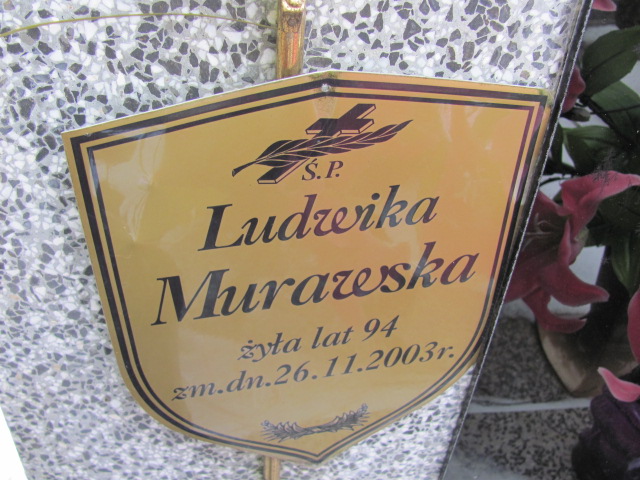 Ś.P.
Ludwika
Murawska
żyła lat 94
zm.dn.26.11.2003r.